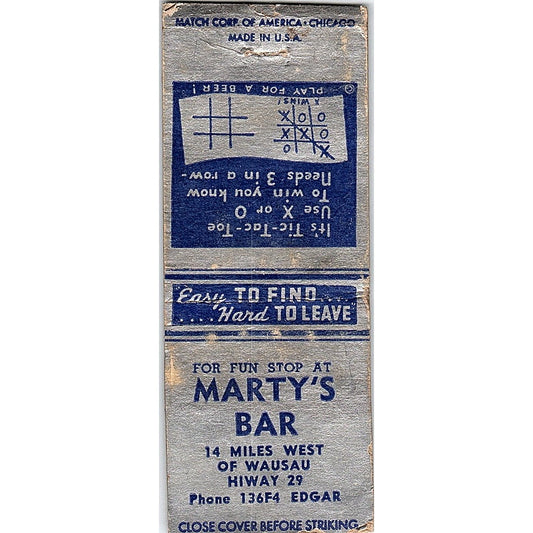 MATCH CORP. OF AMERICA • CHICAGO
MADE IN U.S.A.
It's Tic-Tac-Toe
Use X or O
To win you know
Needs 3 in a row-
O X
X X O
X O O
X WINS!
PLAY FOR A BEER!
Easy TO FIND....
....Hard TO LEAVE"
FOR FUN STOP AT
MARTY'S
BAR
14 MILES WEST
OF WAUSAU
HIWAY 29
Phone 136F4 EDGAR
CLOSE COVER BEFORE STRIKING